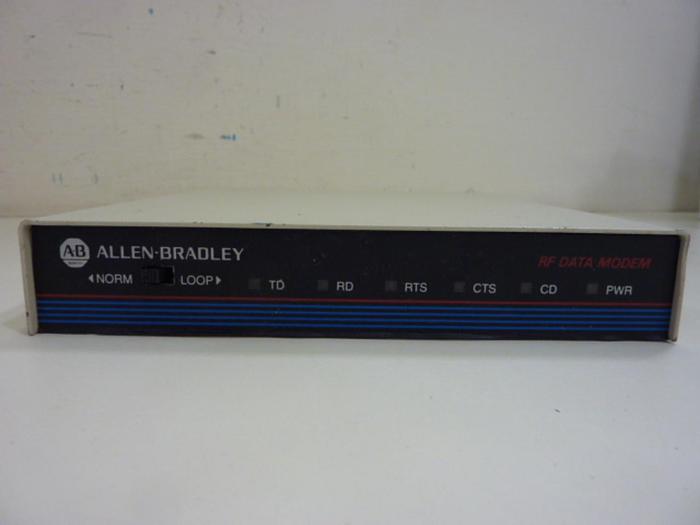 AB ALLEN-BRADLEY
RF DATA MODEM
◀NORM LOOP▶ TD RD RTS CTS CD PWR